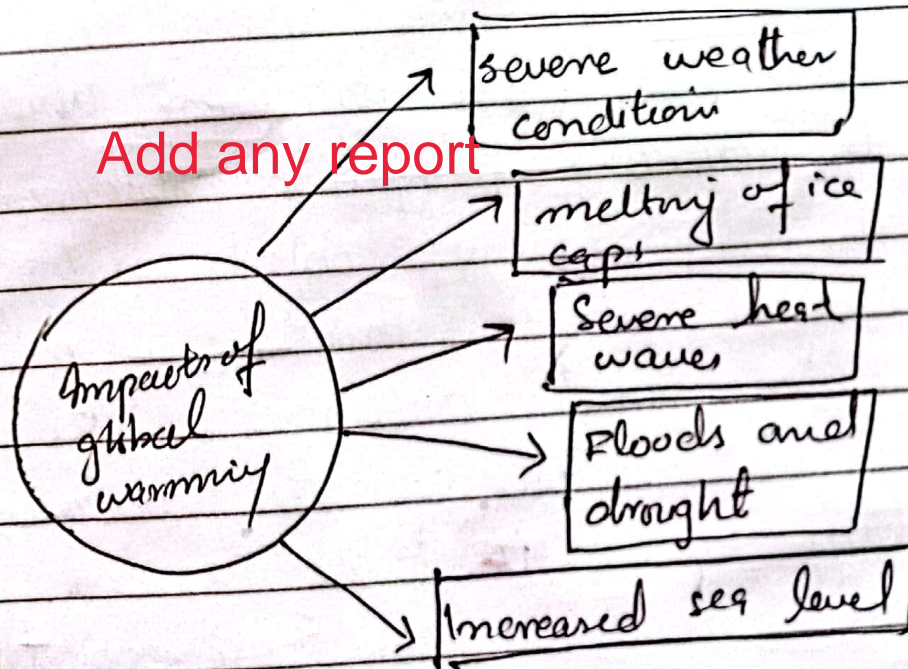 severe weather
condition
Add any report
melting of ice
caps
Severe heat
waves
Impacts of
global
warming
Floods and
drought
Increased sea level